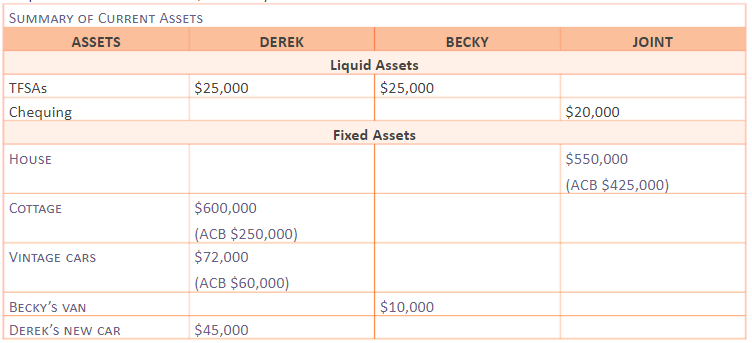 Summary of Current Assets
ASSETS DEREK BECKY JOINT
Liquid Assets
TFSAs $25,000 $25,000
Chequing $20,000
Fixed Assets
House $550,000
(ACB $425,000)
Cottage $600,000
(ACB $250,000)
Vintage cars $72,000
(ACB $60,000)
Becky's van $10,000
Derek's new car $45,000